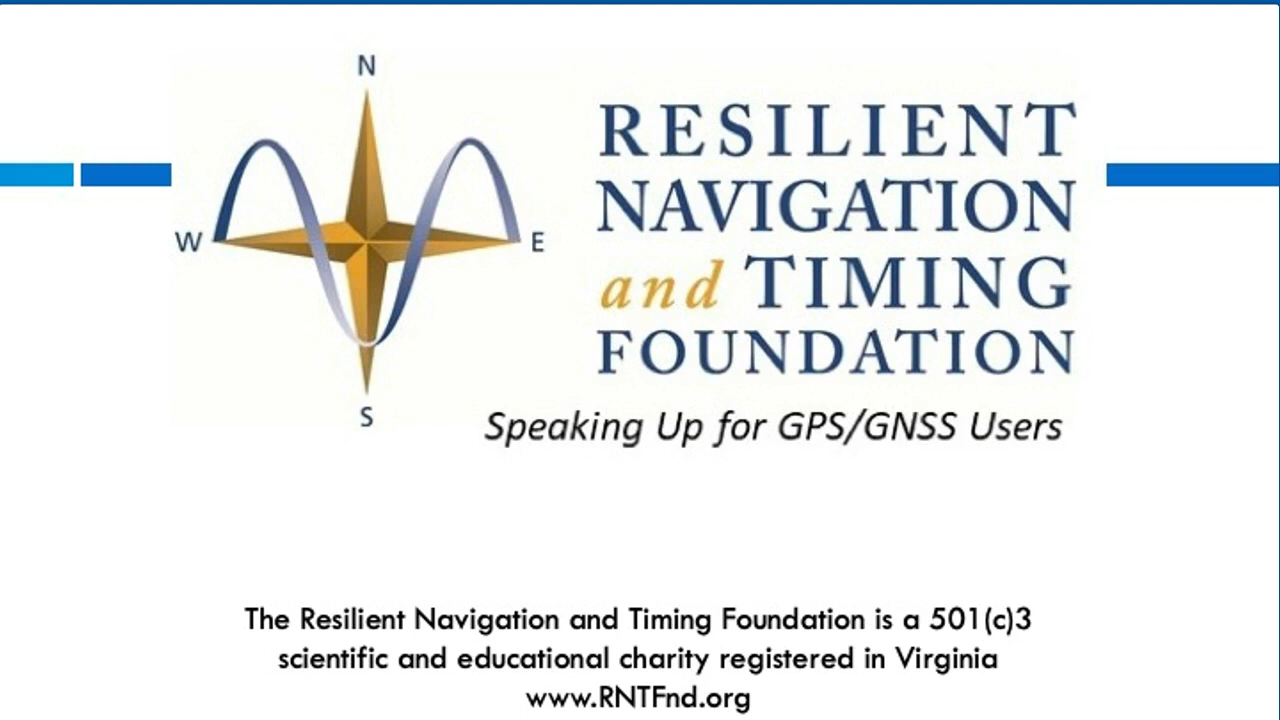 N
W
E
S
RESILIENT
NAVIGATION
and TIMING
FOUNDATION
Speaking Up for GPS/GNSS Users
The Resilient Navigation and Timing Foundation is a 501(c)3
scientific and educational charity registered in Virginia
www.RNTFnd.org